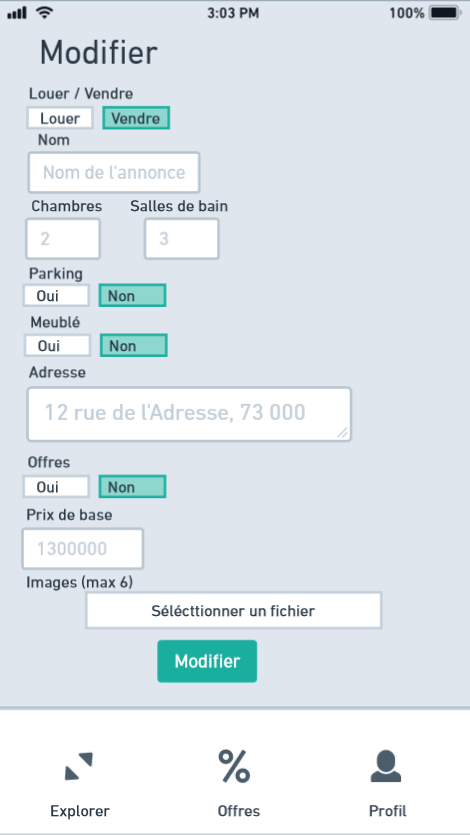 3:03 PM 100%
Modifier
Louer / Vendre
Louer Vendre
Nom
Nom de l'annonce
Chambres Salles de bain
2 3
Parking
Oui Non
Meublé
Oui Non
Adresse
12 rue de l'Adresse, 73 000
Offres
Oui Non
Prix de base
1300000
Images (max 6)
Sélécttionner un fichier
Modifier
Explorer Offres Profil